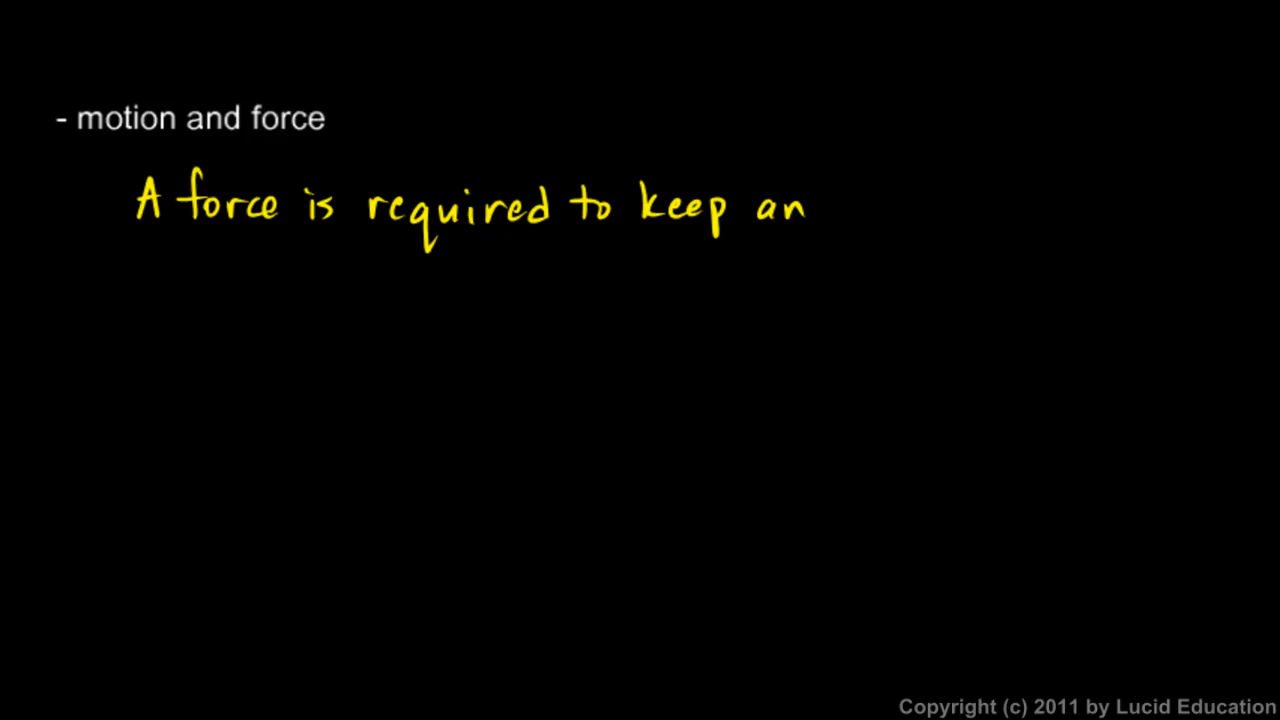 - motion and force
A force is required to keep an
Copyright (c) 2011 by Lucid Education